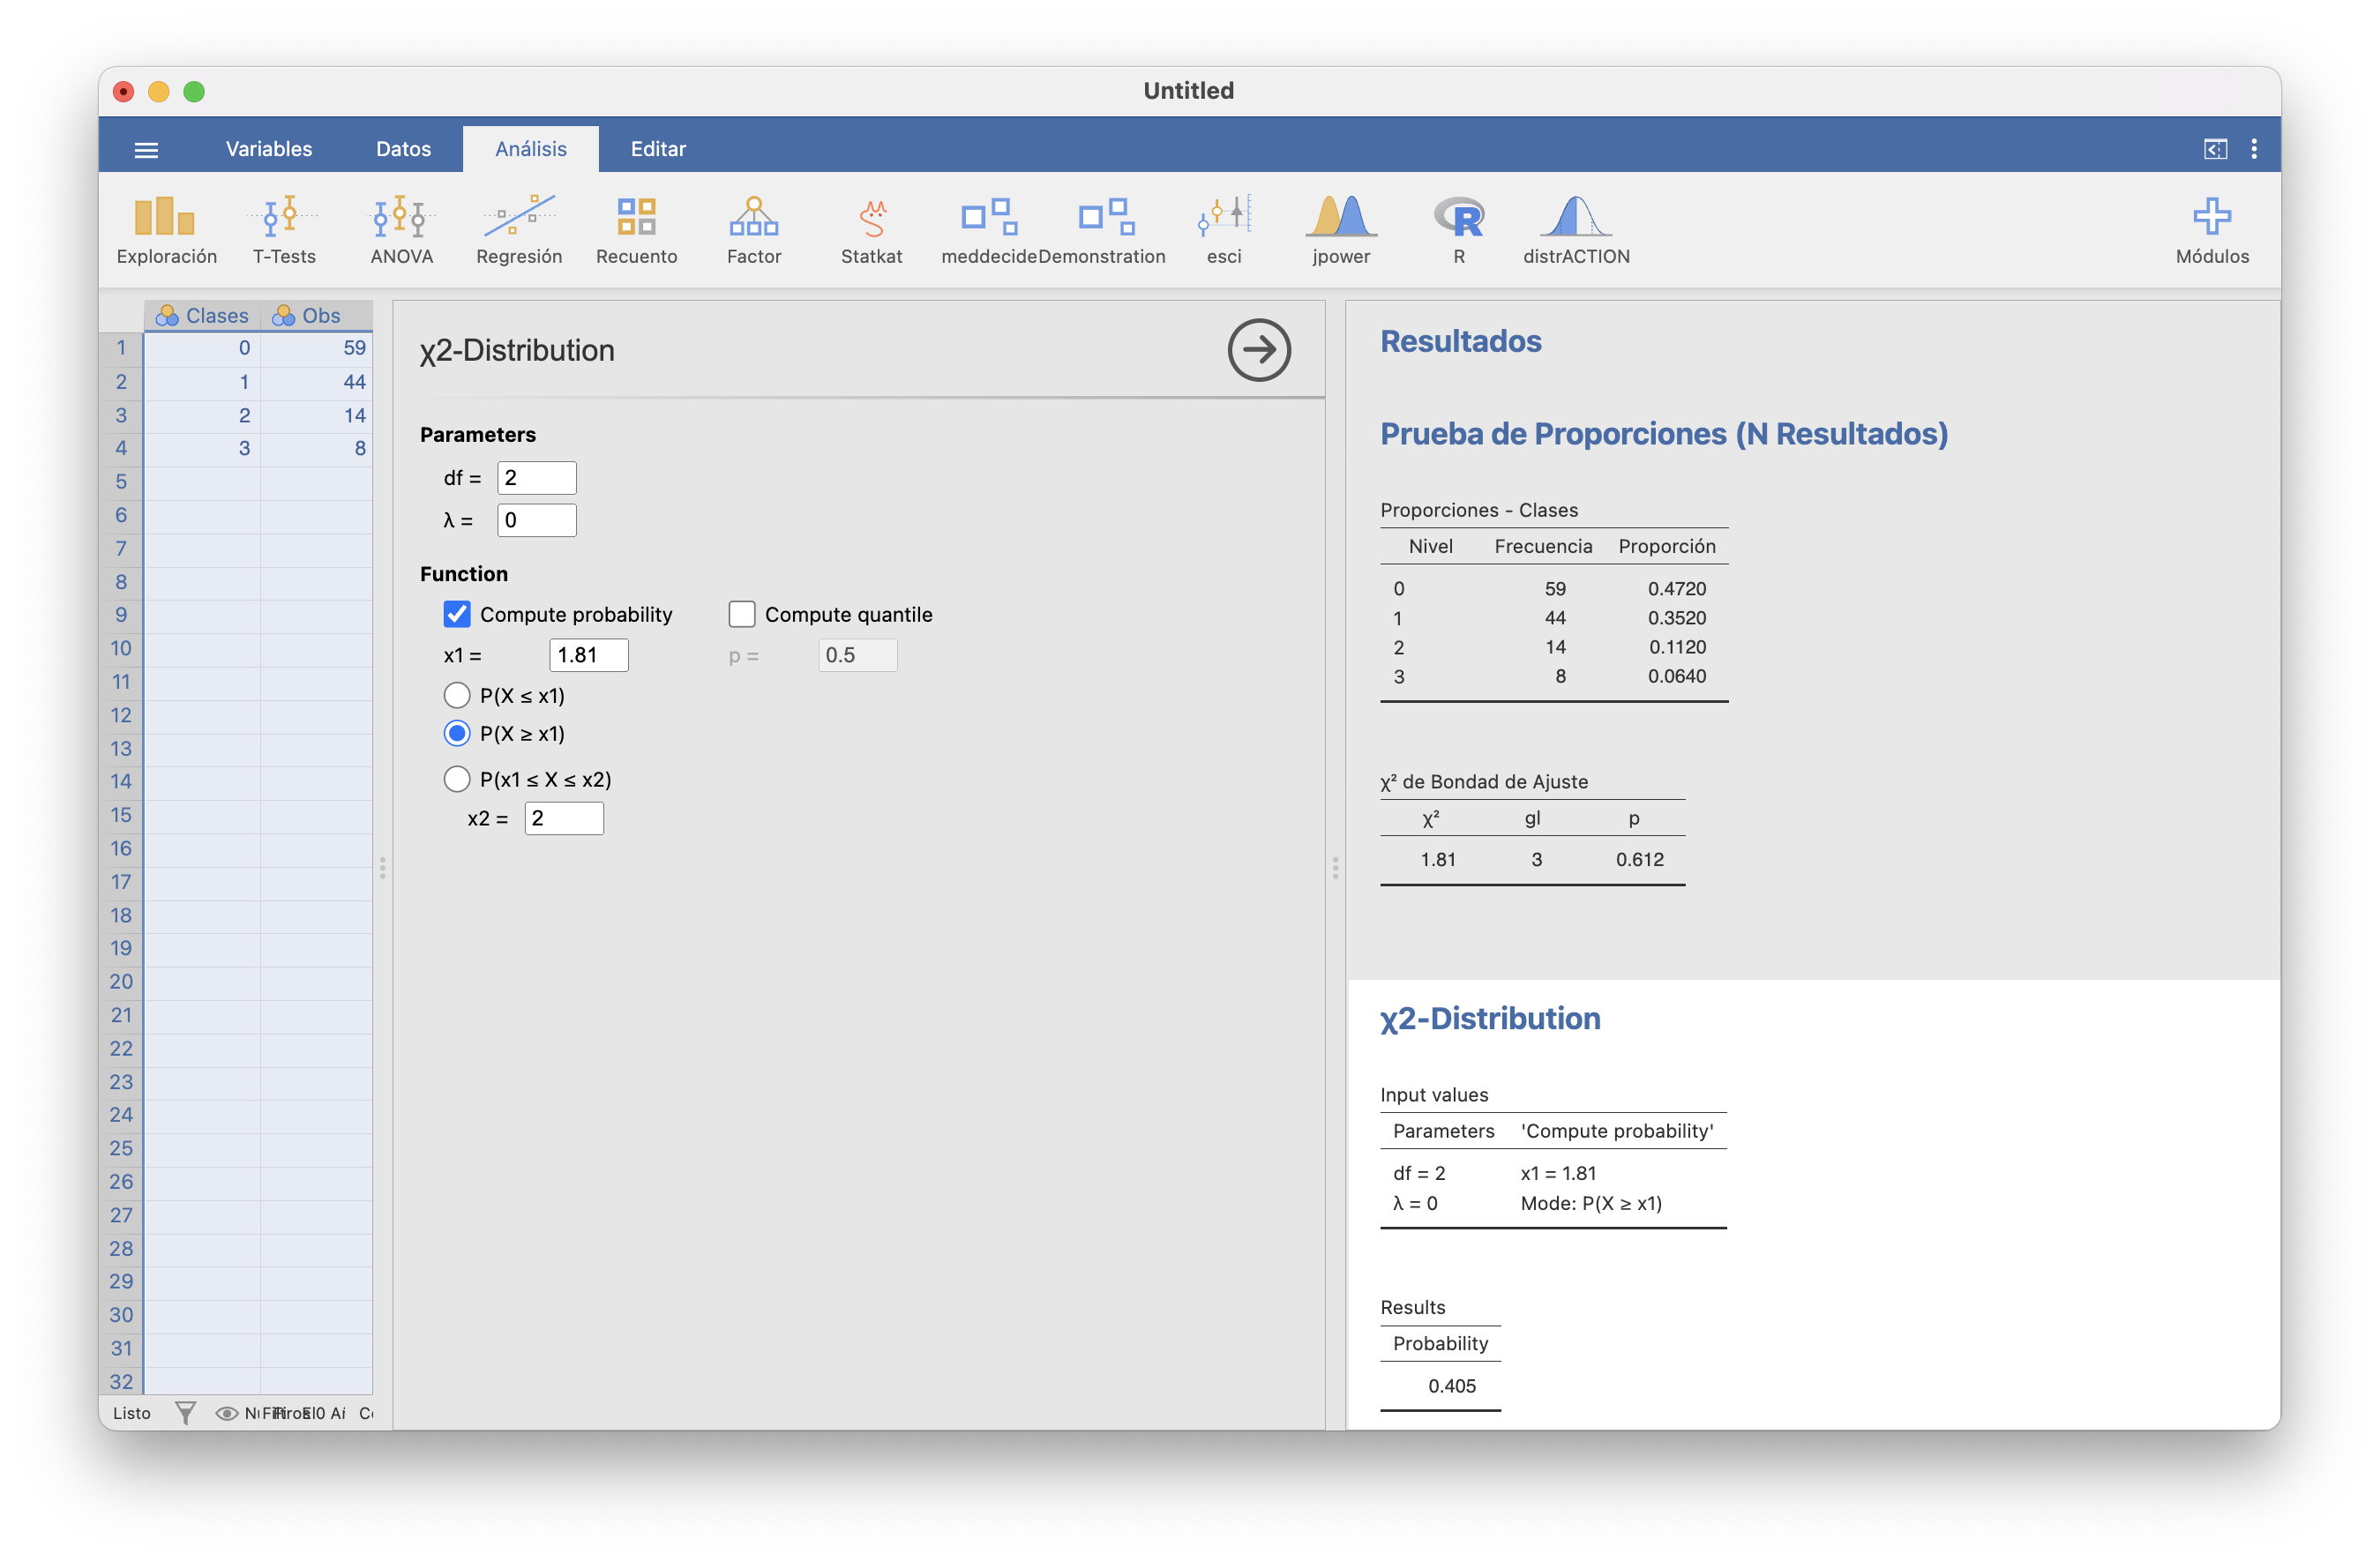 Untitled
Variables Datos Análisis Editar
Exploración T-Tests ANOVA Regresión Recuento Factor Statkat meddecide Demonstration esci jpower R distrACTION Módulos
Clases Obs
1 0 59
2 1 44
3 2 14
4 3 8
5
6
7
8
9
10
11
12
13
14
15
16
17
18
19
20
21
22
23
24
25
26
27
28
29
30
31
32
Listo
χ2-Distribution
Parameters
df = 2
λ = 0
Function
Compute probability Compute quantile
x1 = 1.81 p = 0.5
P(X ≤ x1)
P(X ≥ x1)
P(x1 ≤ X ≤ x2)
x2 = 2
Resultados
Prueba de Proporciones (N Resultados)
Proporciones - Clases
Nivel Frecuencia Proporción
0 59 0.4720
1 44 0.3520
2 14 0.1120
3 8 0.0640
χ² de Bondad de Ajuste
χ² gl p
1.81 3 0.612
χ2-Distribution
Input values
Parameters 'Compute probability'
df = 2 x1 = 1.81
λ = 0 Mode: P(X ≥ x1)
Results
Probability
0.405